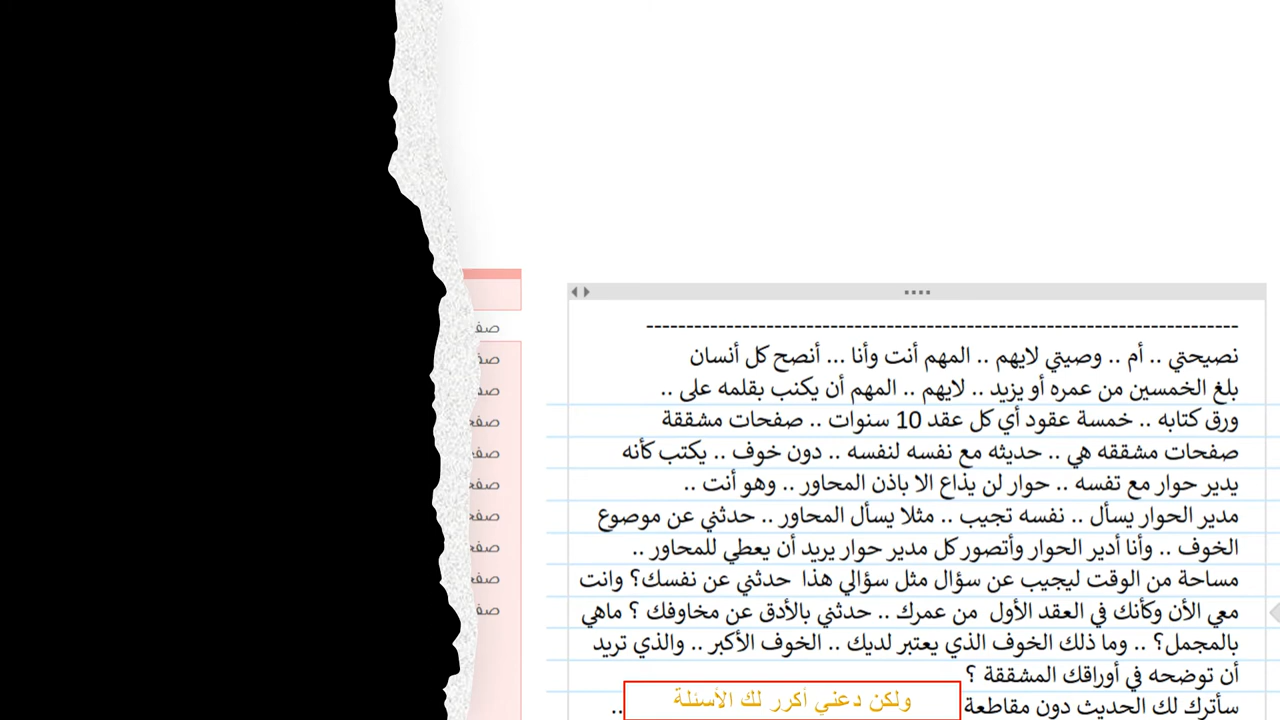 --------------------------------------------------------------------------
نصيحتي .. أم .. وصيتي لايهم .. المهم أنت وأنا ... أنصح كل أنسان
بلغ الخمسين من عمره أو يزيد .. لايهم .. المهم أن يكنب بقلمه على ..
ورق كتابه .. خمسة عقود أي كل عقد 10 سنوات .. صفحات مشققة
صفحات مشققه هي .. حديثه مع نفسه لنفسه .. دون خوف .. يكتب كأنه
يدير حوار مع تفسه .. حوار لن يذاع الا باذن المحاور .. وهو أنت ..
مدير الحوار يسأل .. نفسه تجيب .. مثلا يسأل المحاور .. حدثني عن موصوع
الخوف .. وأنا أدير الحوار وأتصور كل مدير حوار يريد أن يعطي للمحاور ..
مساحة من الوقت ليجيب عن سؤال مثل سؤالي هذا حدثني عن نفسك؟ وانت
معي الأن وكأنك في العقد الأول من عمرك .. حدثني بالأدق عن مخاوفك ؟ ماهي
بالمجمل؟ .. وما ذلك الخوف الذي يعتبر لديك .. الخوف الأكبر .. والذي تريد
أن توضحه في أوراقك المشققة ؟
سأترك لك الحديث دون مقاطعة ولكن دعني أكرر لك الأسئلة ..